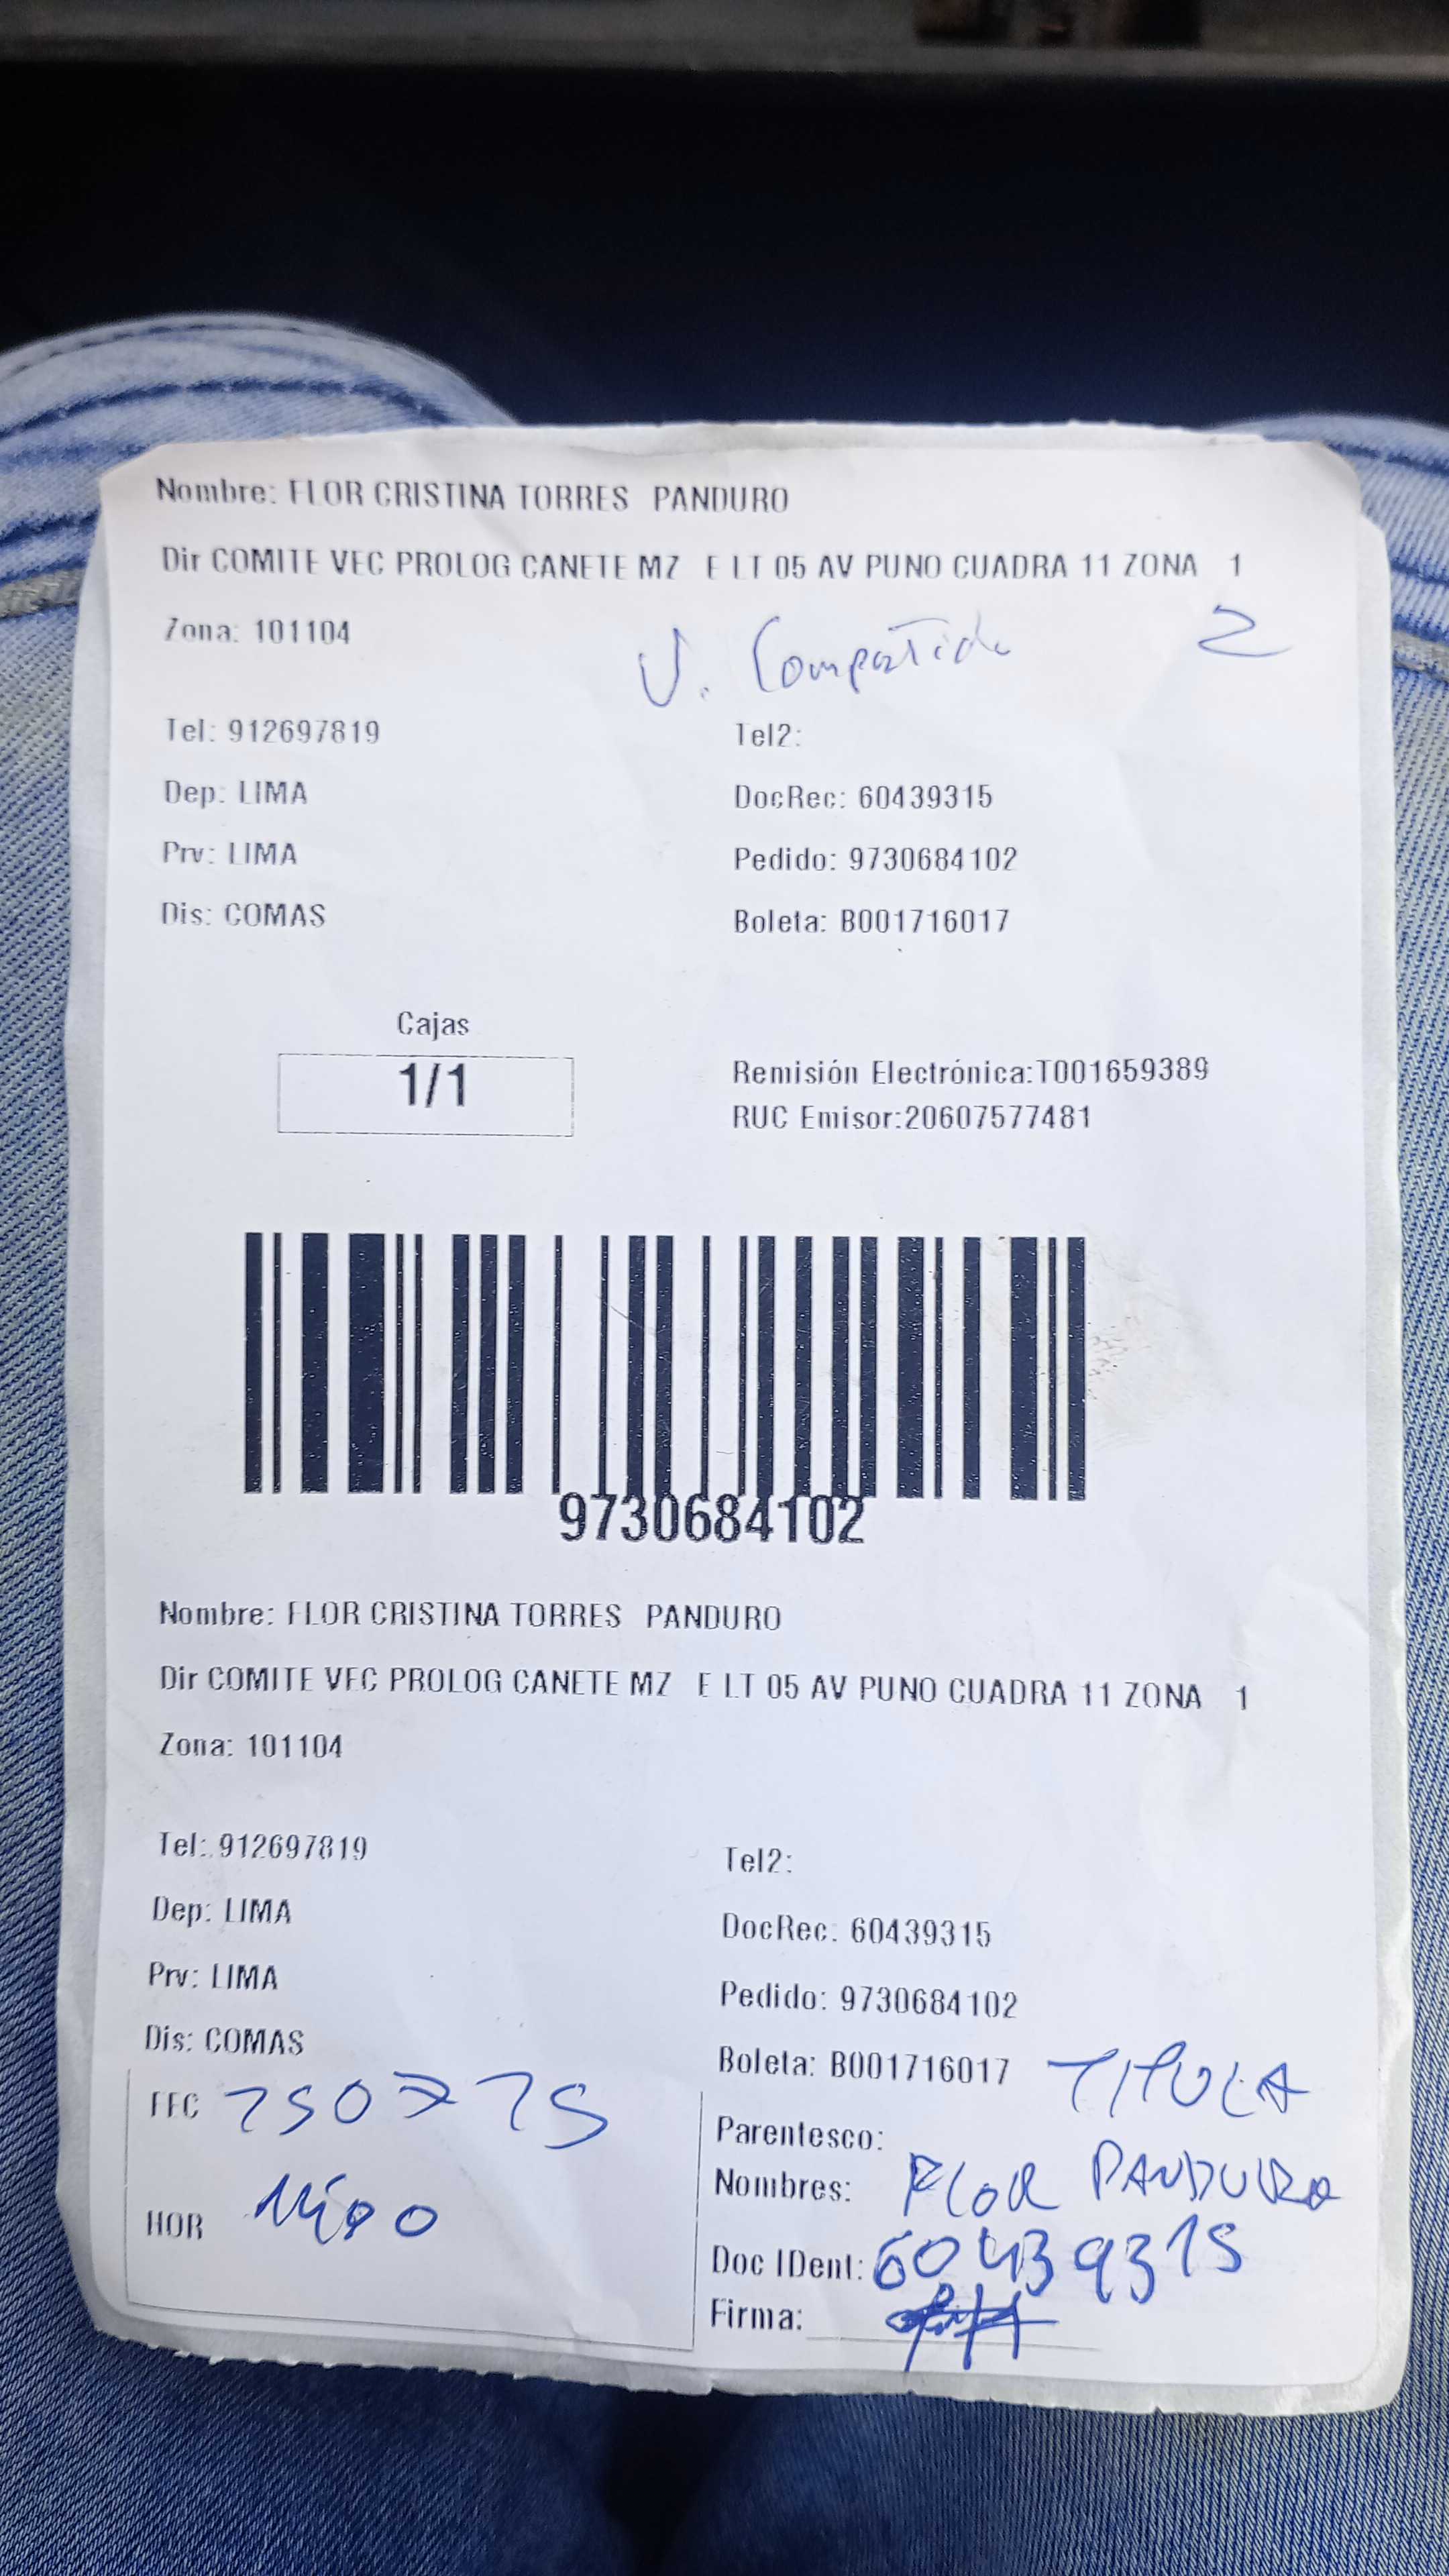 Nombre: FLOR CRISTINA TORRES PANDURO
Dir COMITE VEC PROLOG CANETE MZ E LT 05 AV PUNO CUADRA 11 ZONA 1
Zona: 101104
U. Compartido 2
Tel: 912697819 Tel2:
Dep: LIMA DocRec: 60439315
Prv: LIMA Pedido: 9730684102
Dis: COMAS Boleta: B001716017
Cajas
1/1
Remisión Electrónica:T001659389
RUC Emisor:20607577481
9730684102
Nombre: FLOR CRISTINA TORRES PANDURO
Dir COMITE VEC PROLOG CANETE MZ E LT 05 AV PUNO CUADRA 11 ZONA 1
Zona: 101104
Tel: 912697819 Tel2:
Dep: LIMA DocRec: 60439315
Prv: LIMA Pedido: 9730684102
Dis: COMAS Boleta: B001716017
FEC
HOR
Parentesco: TITULA
Nombres: FLOR PANDURO
Doc IDent: 60439315
Firma: